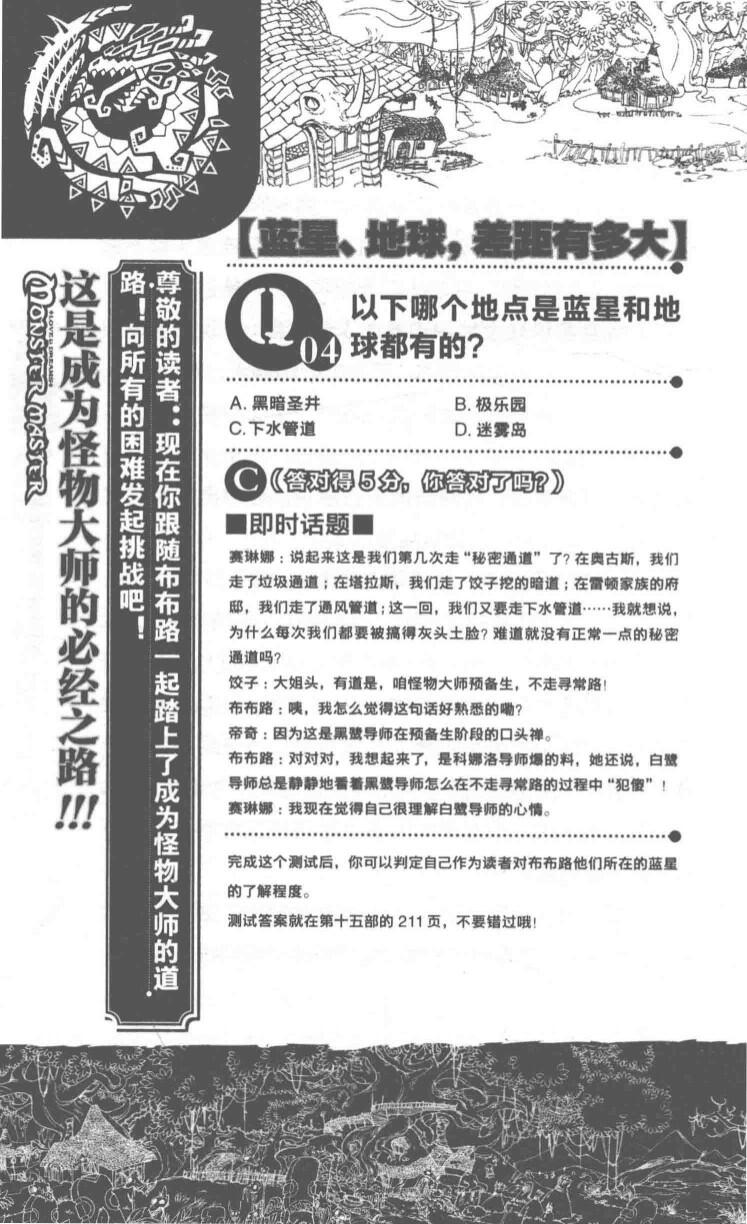 【蓝星、地球，差距有多大】
Q
04
以下哪个地点是蓝星和地
球都有的？
A. 黑暗圣井
B. 极乐园
C. 下水管道
D. 迷雾岛
C（答对得5分，你答对了吗？）
■即时话题■
赛琳娜：说起来这是我们第几次走“秘密通道”了？在奥古斯，我们
走了垃圾通道；在塔拉斯，我们走了饺子挖的暗道；在雷顿家族的府
邸，我们走了通风管道；这一回，我们又要走下水管道……我就想说，
为什么每次我们都要被搞得灰头土脸？难道就没有正常一点的秘密
通道吗？
饺子：大姐头，有道是，咱怪物大师预备生，不走寻常路！
布布路：咦，我怎么觉得这句话好熟悉的嘞？
帝奇：因为这是黑鹭导师在预备生阶段的口头禅。
布布路：对对对，我想起来了，是科娜洛导师爆的料，她还说，白鹭
导师总是静静地看着黑鹭导师怎么在不走寻常路的过程中“犯傻”！
赛琳娜：我现在觉得自己很理解白鹭导师的心情。
完成这个测试后，你可以判定自己作为读者对布布路他们所在的蓝星
的了解程度。
测试答案就在第十五部的 211 页，不要错过哦！
尊敬的读者：现在你跟随布布路一起踏上了成为怪物大师的道
路！向所有的困难发起挑战吧！
这是成为怪物大师的必经之路!!!
MONSTER MASTER